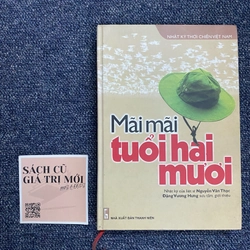 NHẬT KÝ THỜI CHIẾN VIỆT NAM
Mãi mãi
tuổi hai
mươi
Nhật ký của liệt sĩ Nguyễn Văn Thạc
Đặng Vương Hưng sưu tầm, giới thiệu
NHÀ XUẤT BẢN THANH NIÊN
SÁCH CŨ
GIÁ TRỊ MỚI